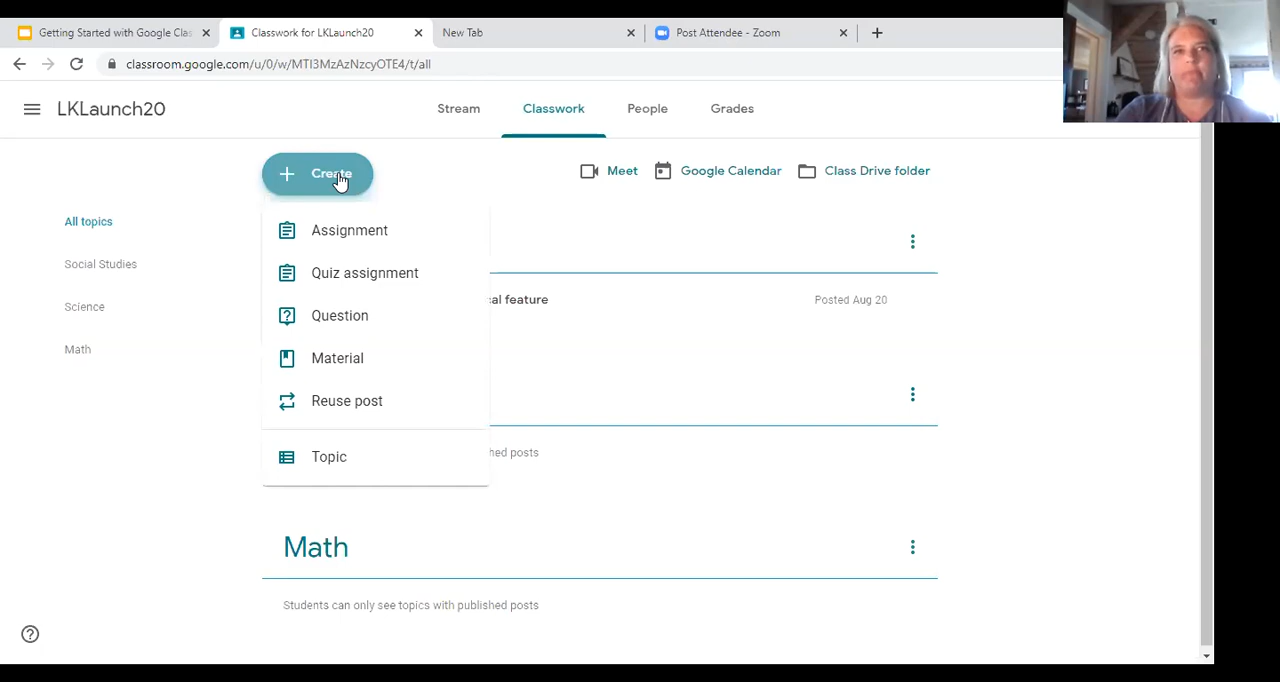 Getting Started with Google Clas
Classwork for LKLaunch20
New Tab
Post Attendee - Zoom
classroom.google.com/u/0/w/MTI3MzAzNzcyOTE4/t/all
LKLaunch20
Stream
Classwork
People
Grades
Create
Meet
Google Calendar
Class Drive folder
All topics
Social Studies
Science
Math
Assignment
Quiz assignment
Question
Material
Reuse post
Topic
cal feature
Posted Aug 20
hed posts
Math
Students can only see topics with published posts